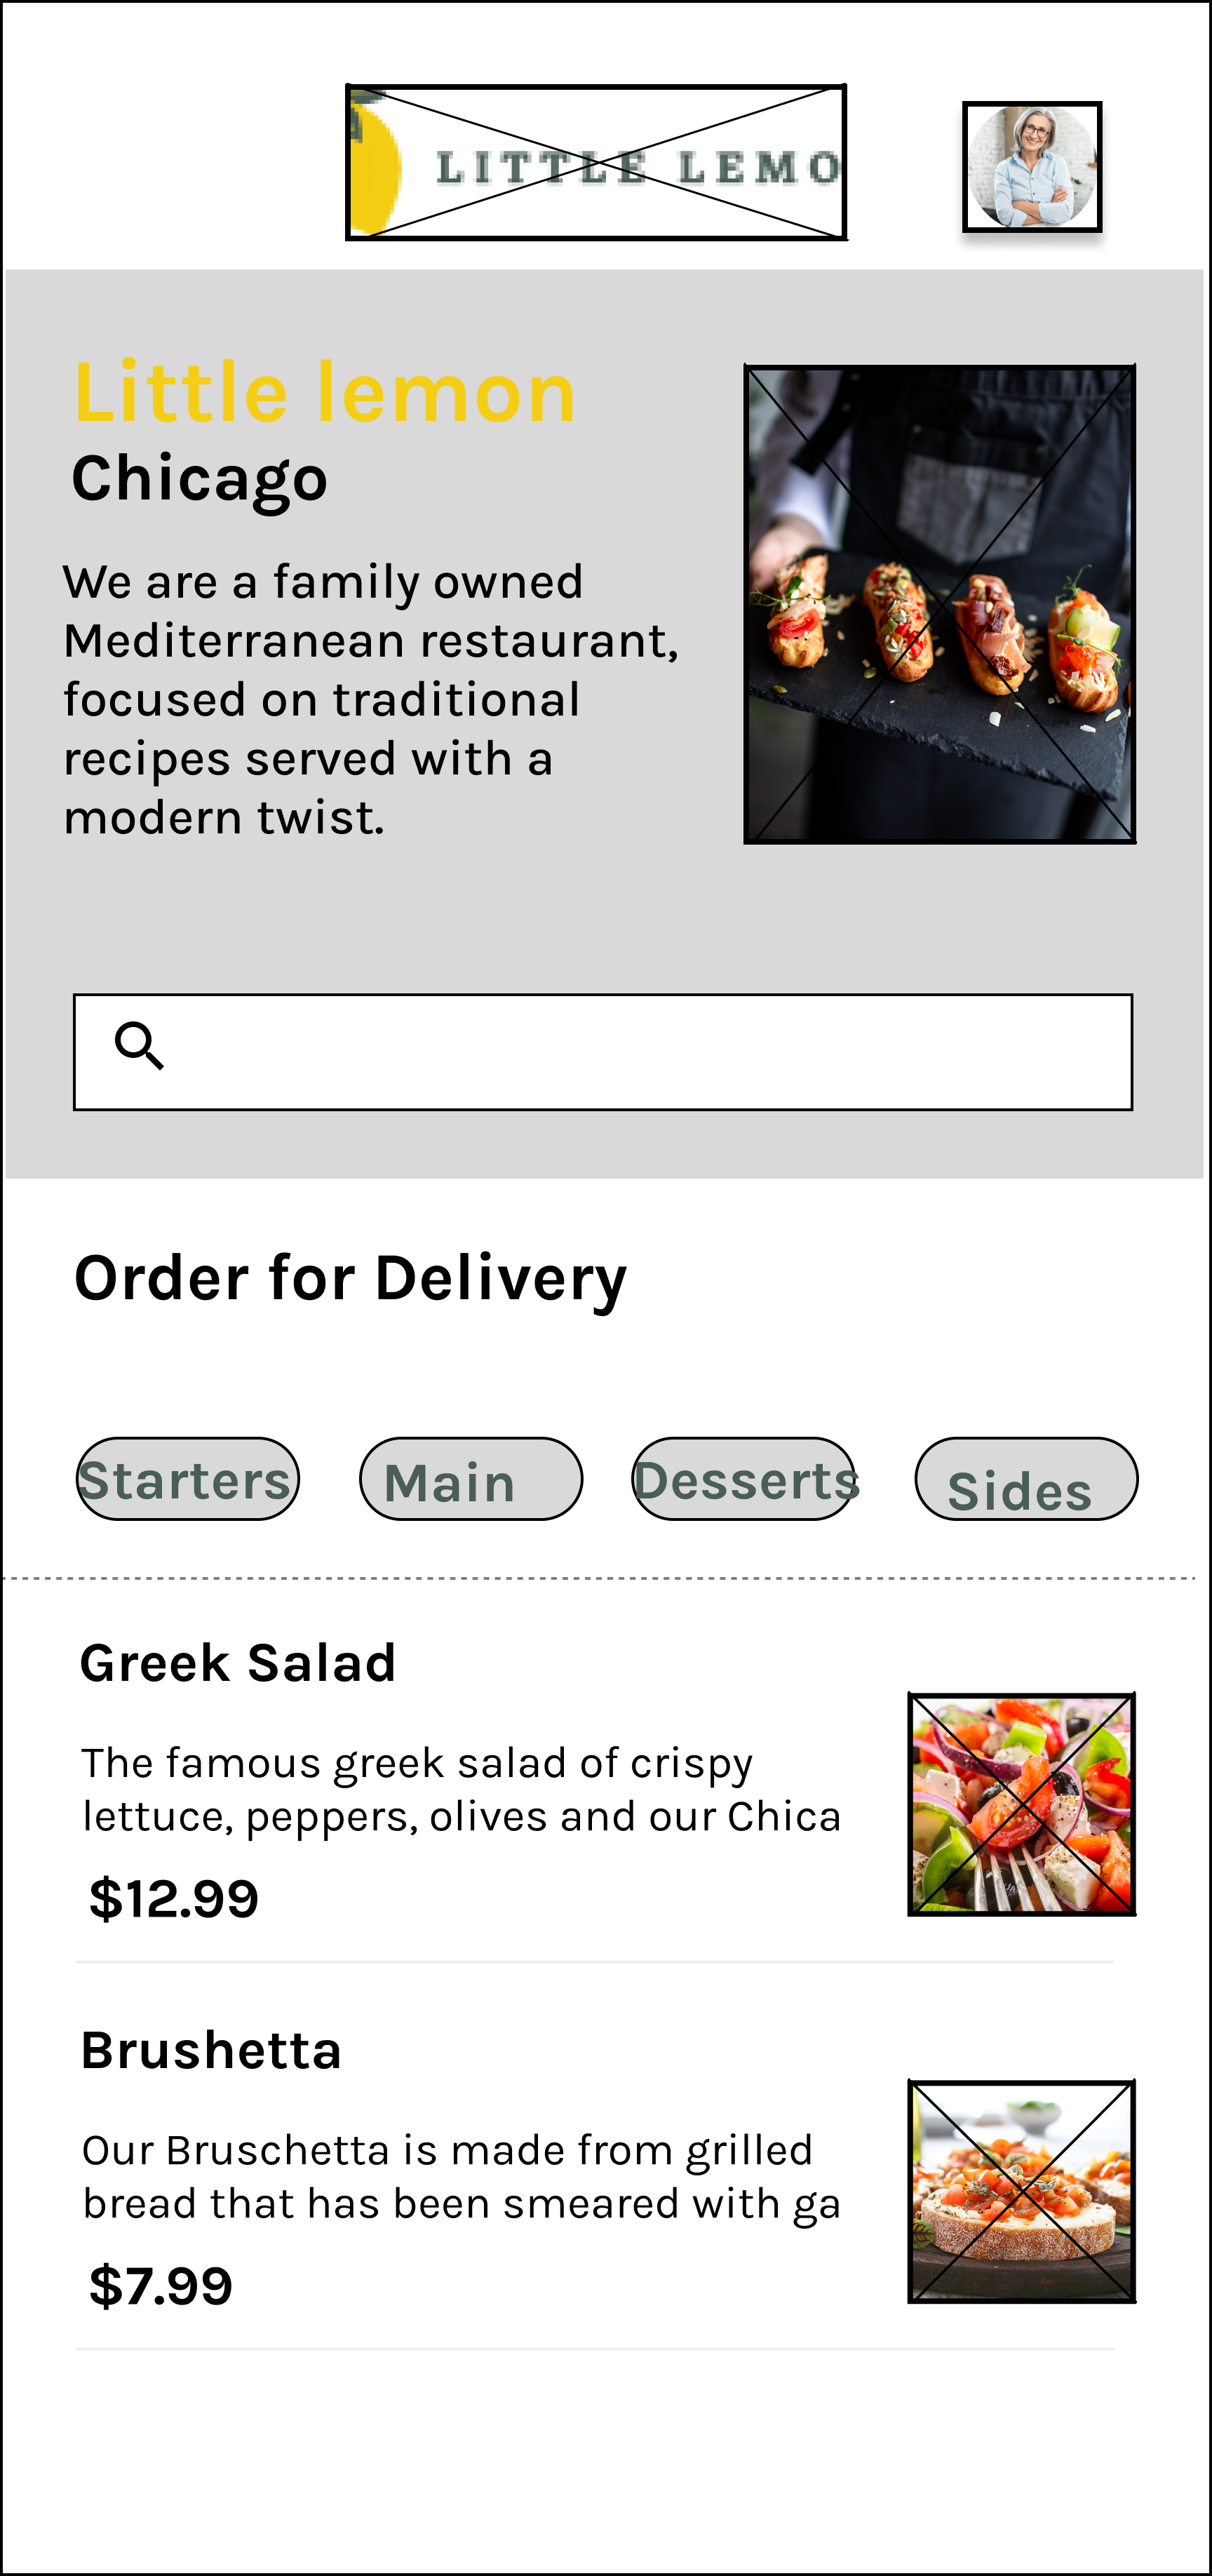 LITTLE LEMO
Little lemon
Chicago
We are a family owned
Mediterranean restaurant,
focused on traditional
recipes served with a
modern twist.
Order for Delivery
Starters Main Desserts Sides
Greek Salad
The famous greek salad of crispy
lettuce, peppers, olives and our Chica
$12.99
Brushetta
Our Bruschetta is made from grilled
bread that has been smeared with ga
$7.99